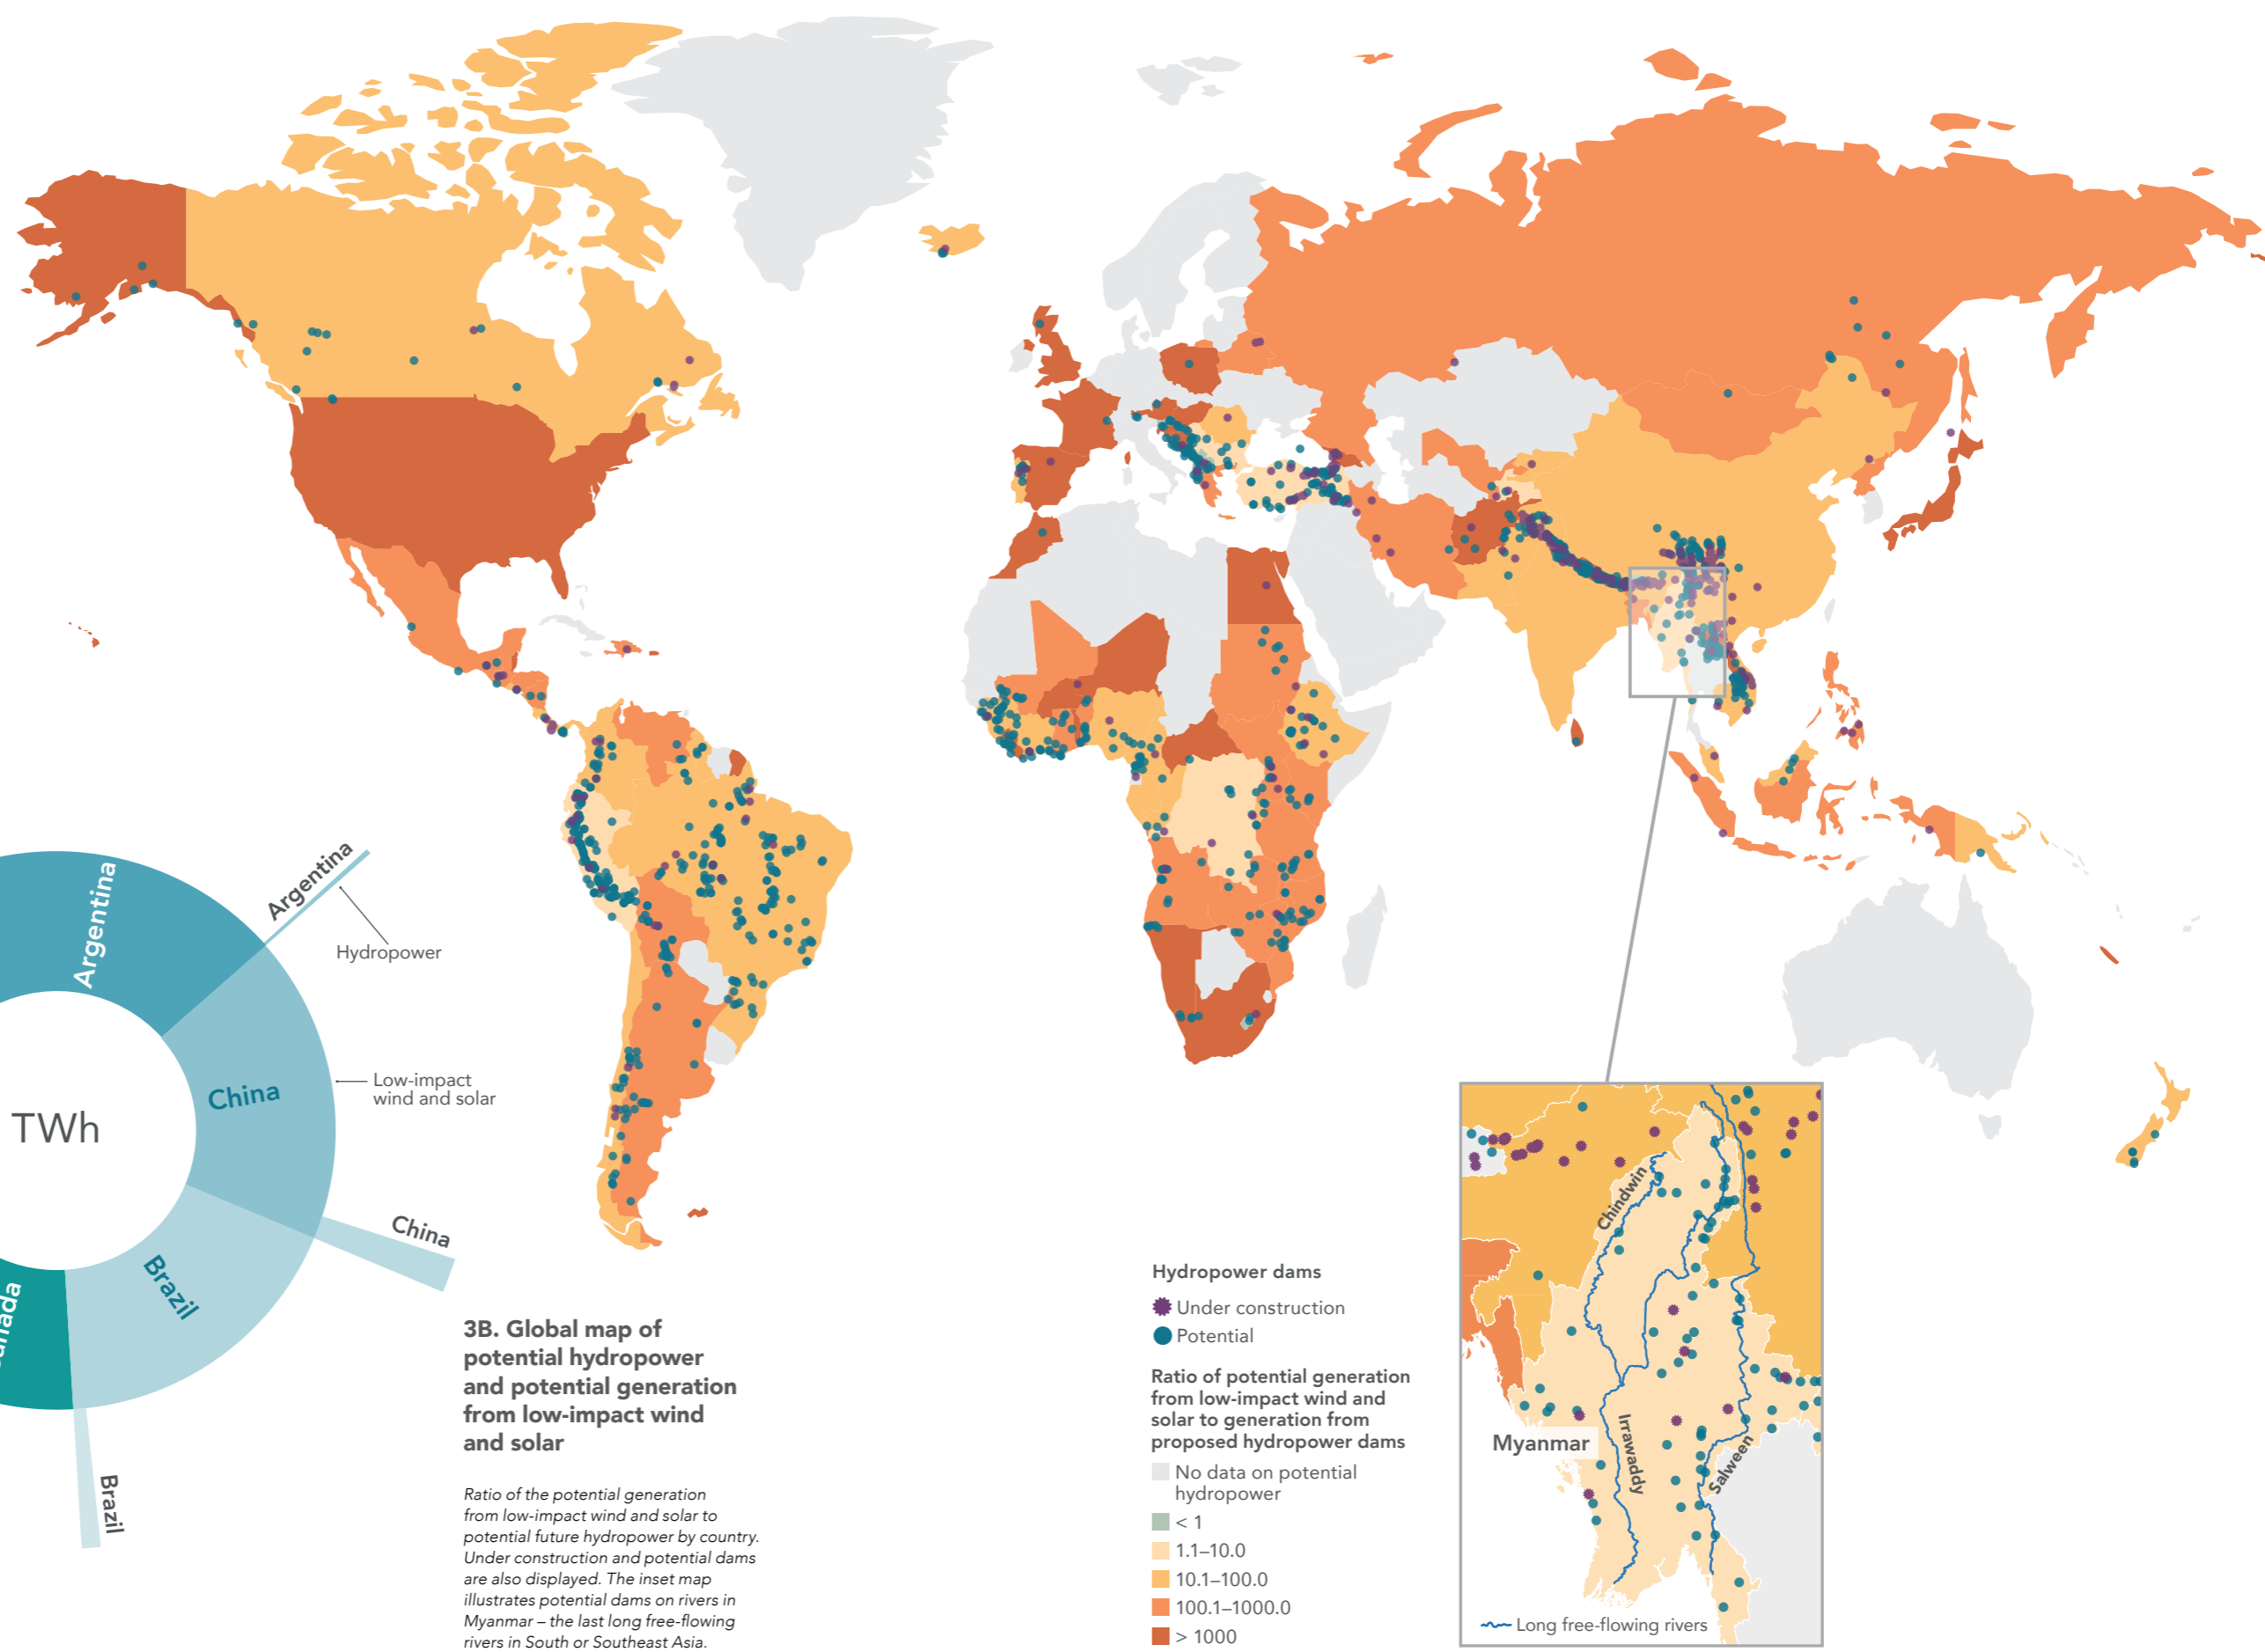 Argentina
Argentina
Hydropower
China
Low-impact
wind and solar
TWh
China
Brazil
Brazil
3B. Global map of
potential hydropower
and potential generation
from low-impact wind
and solar
Ratio of the potential generation
from low-impact wind and solar to
potential future hydropower by country.
Under construction and potential dams
are also displayed. The inset map
illustrates potential dams on rivers in
Myanmar – the last long free-flowing
rivers in South or Southeast Asia.
Hydropower dams
Under construction
Potential
Ratio of potential generation
from low-impact wind and
solar to generation from
proposed hydropower dams
No data on potential
hydropower
< 1
1.1–10.0
10.1–100.0
100.1–1000.0
> 1000
Chindwin
Myanmar
Irrawaddy
Salween
Long free-flowing rivers